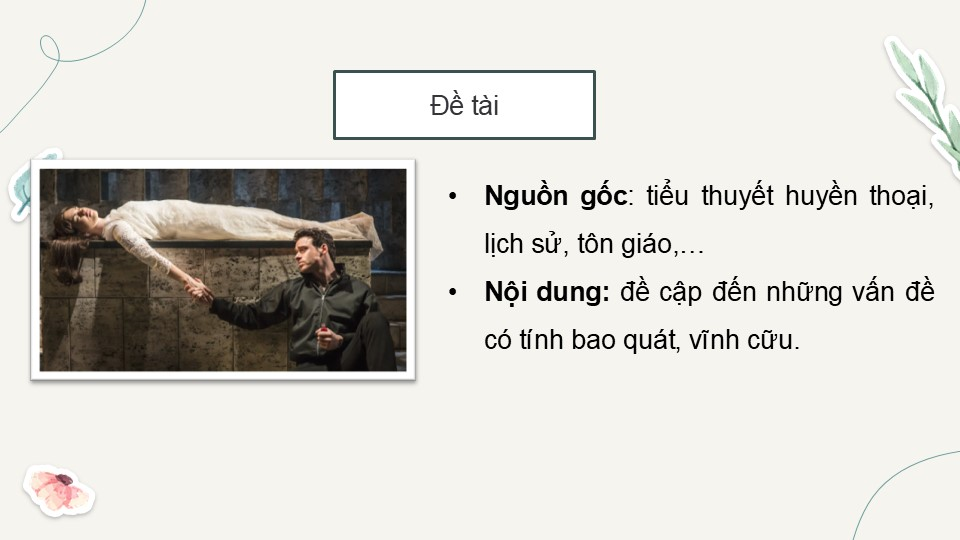 Đề tài
• Nguồn gốc: tiểu thuyết huyền thoại,
lịch sử, tôn giáo,…
• Nội dung: đề cập đến những vấn đề
có tính bao quát, vĩnh cữu.